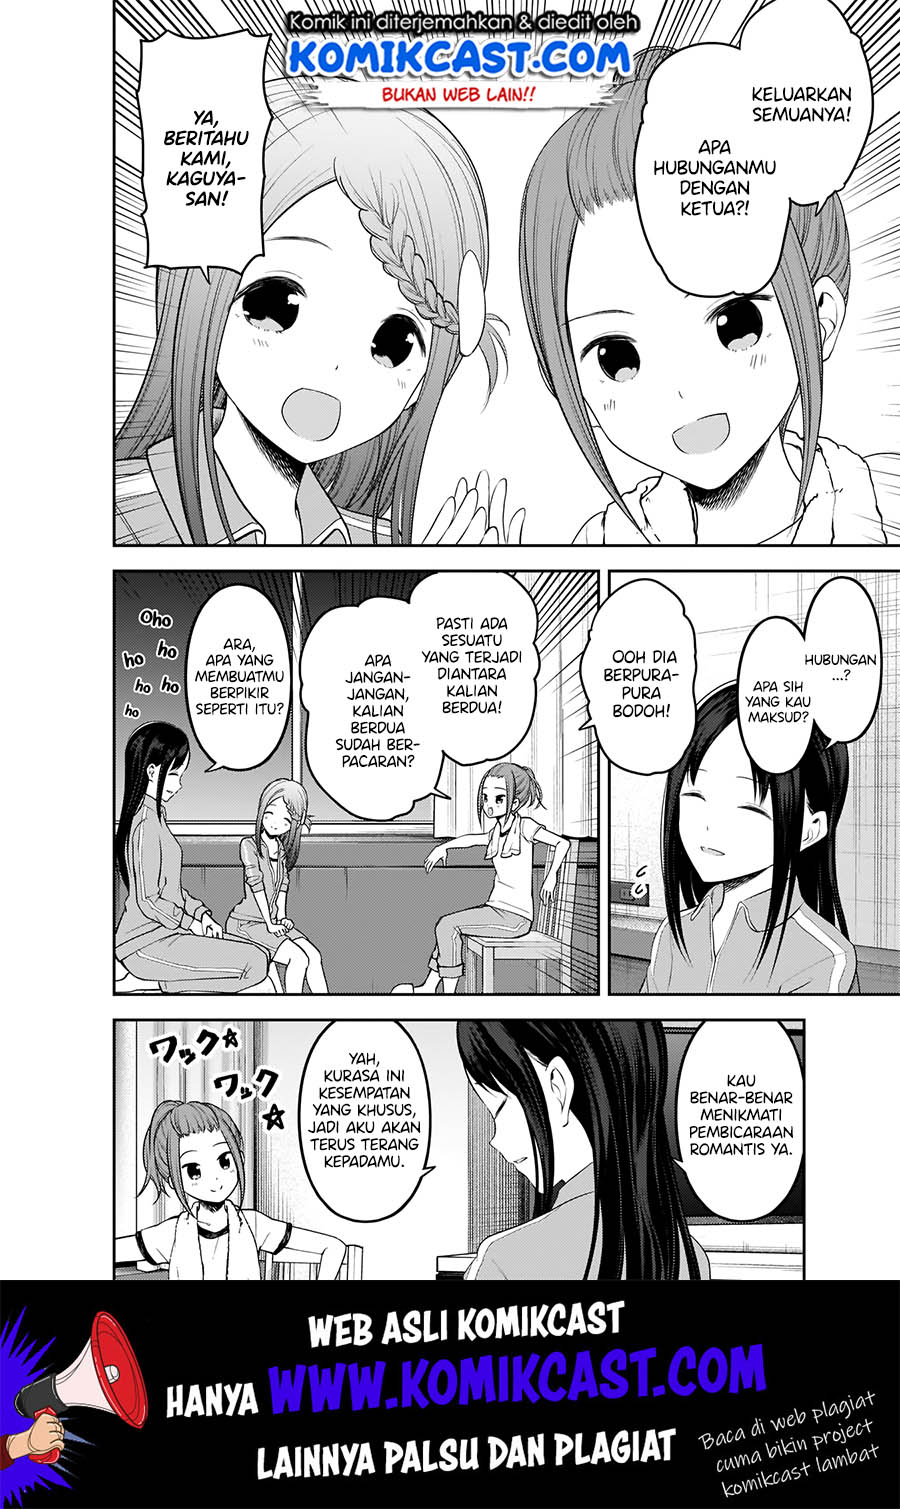 Komik ini diterjemahkan & diedit oleh
KOMIKCAST.COM
BUKAN WEB LAIN!!
KELUARKAN
SEMUANYA!
APA
HUBUNGANMU
DENGAN
KETUA?!
YA,
BERITAHU
KAMI,
KAGUYA-
SAN!
HUBUNGAN
...?
APA SIH
YANG KAU
MAKSUD?
OOH DIA
BERPURA-
PURA
BODOH!
PASTI ADA
SESUATU
YANG TERJADI
DIANTARA
KALIAN
BERDUA!
APA
JANGAN-
JANGAN,
KALIAN
BERDUA
SUDAH BER-
PACARAN?
ARA,
APA YANG
MEMBUATMU
BERPIKIR
SEPERTI ITU?
Oho
ho
ho
ho
ho
ho
KAU
BENAR-BENAR
MENIKMATI
PEMBICARAAN
ROMANTIS YA.
YAH,
KURASA INI
KESEMPATAN
YANG KHUSUS,
JADI AKU AKAN
TERUS TERANG
KEPADAMU.
ワック☆
ワック☆
WEB ASLI KOMIKCAST
HANYA WWW.KOMIKCAST.COM
LAINNYA PALSU DAN PLAGIAT
Baca di web plagiat
cuma bikin project
komikcast lambat